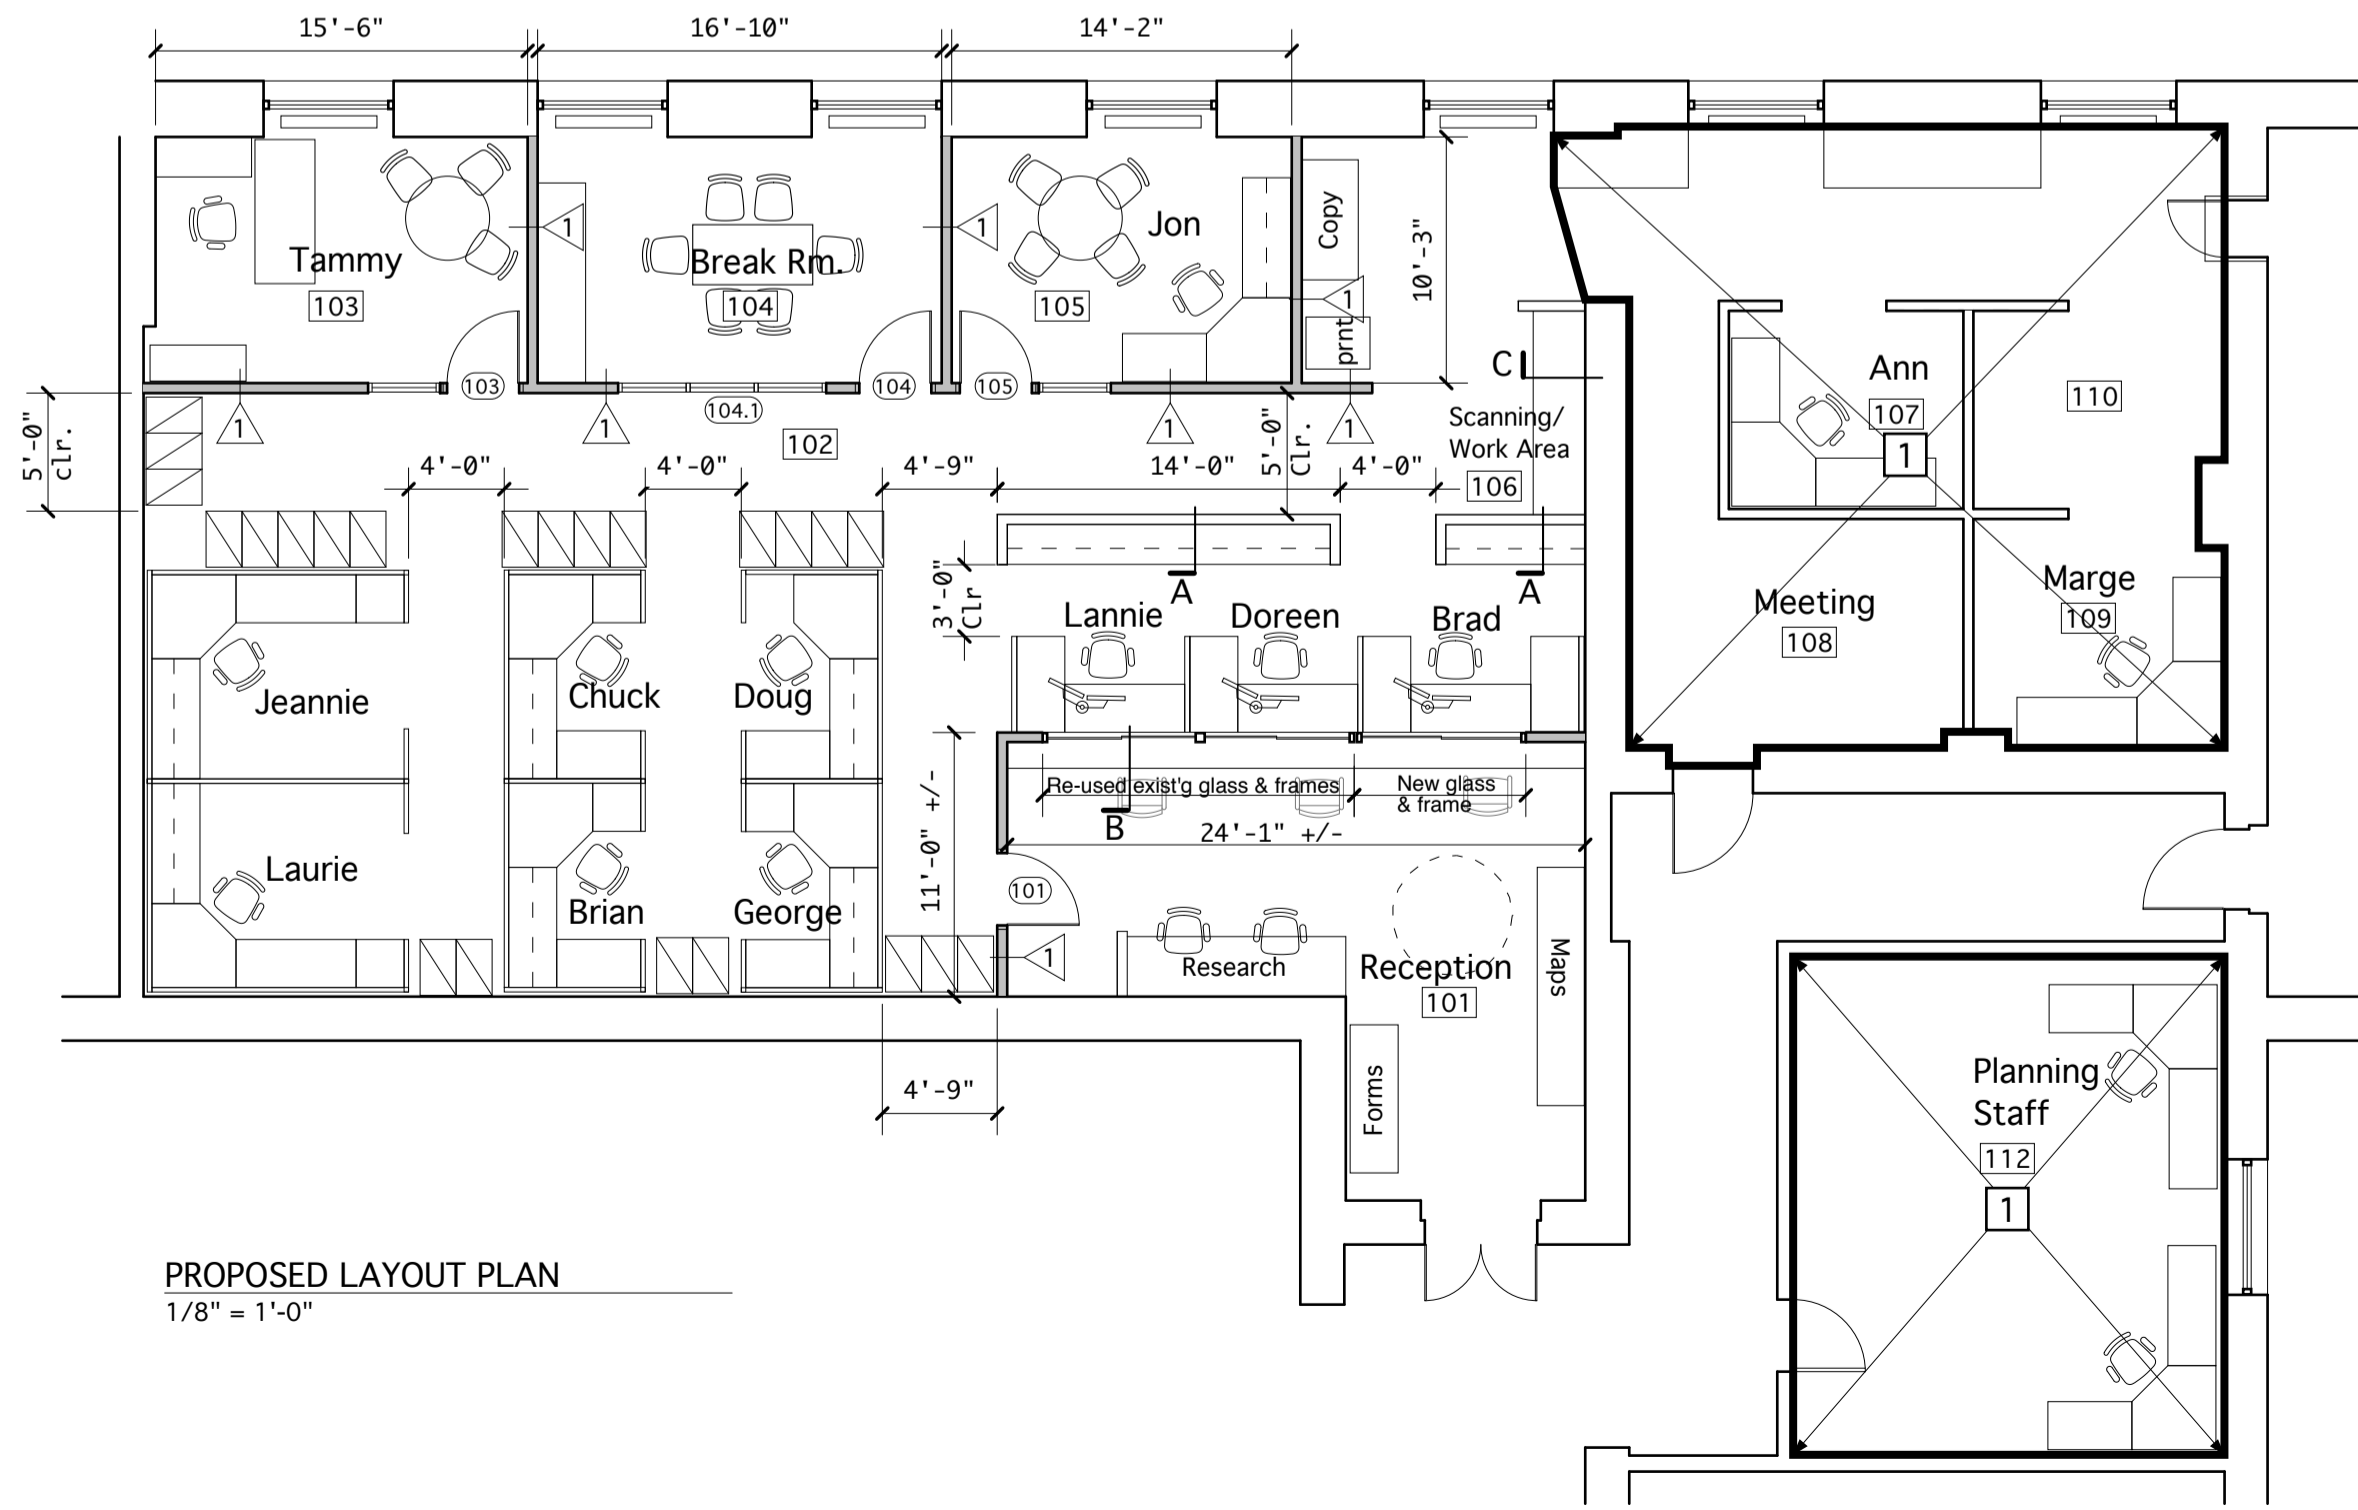 15'-6"
16'-10"
14'-2"
Tammy
103
1
Break Rm.
104
1
Jon
105
Copy
1
prnt
10'-3"
C
103
104.1
104
105
1
1
1
1
5'-0"
clr.
102
4'-0"
4'-0"
4'-9"
14'-0"
5'-0"
Clr.
4'-0"
Scanning/
Work Area
106
Ann
107
1
110
Meeting
108
Marge
109
3'-0"
Clr
A
A
Lannie
Doreen
Brad
Jeannie
Chuck
Doug
Laurie
Brian
George
11'-0" +/-
Re-used exist'g glass & frames
New glass
& frame
B
24'-1" +/-
101
1
Research
Reception
101
Maps
Forms
4'-9"
Planning
Staff
112
1
PROPOSED LAYOUT PLAN
1/8" = 1'-0"